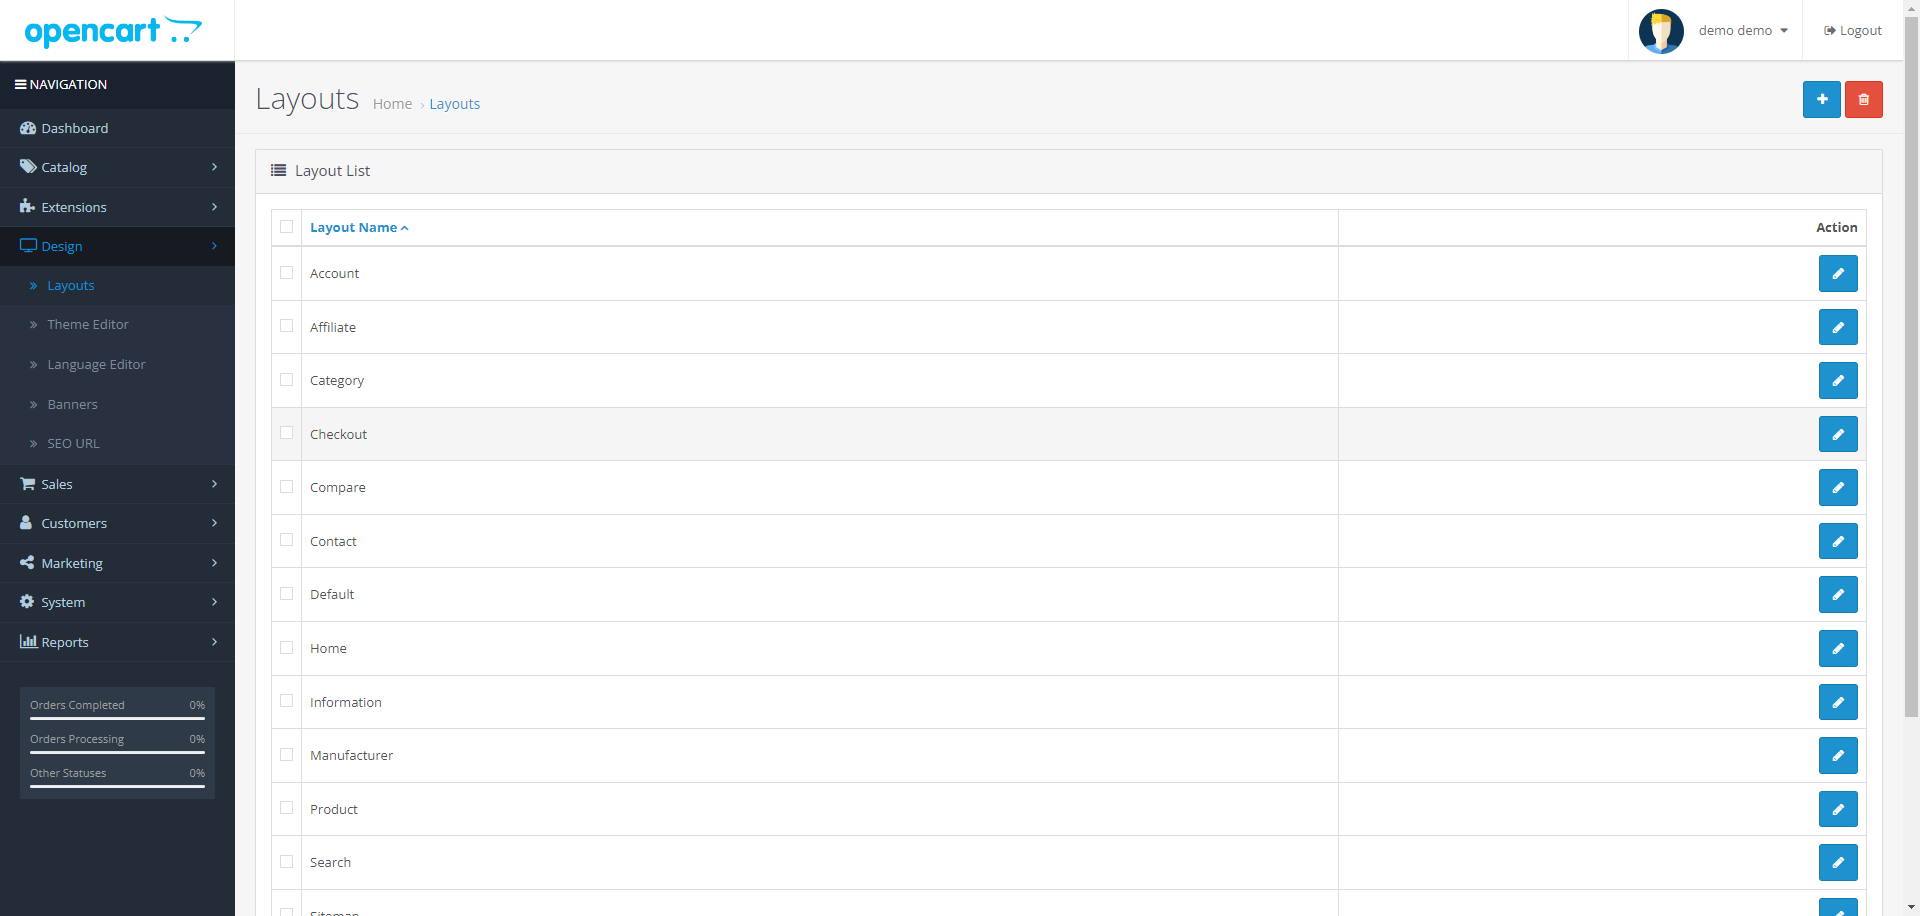 opencart
demo demo
Logout
NAVIGATION
Dashboard
Catalog
Extensions
Design
Layouts
Theme Editor
Language Editor
Banners
SEO URL
Sales
Customers
Marketing
System
Reports
Orders Completed 0%
Orders Processing 0%
Other Statuses 0%
Layouts
Home › Layouts
Layout List
Layout Name Action
Account
Affiliate
Category
Checkout
Compare
Contact
Default
Home
Information
Manufacturer
Product
Search
Sitemap